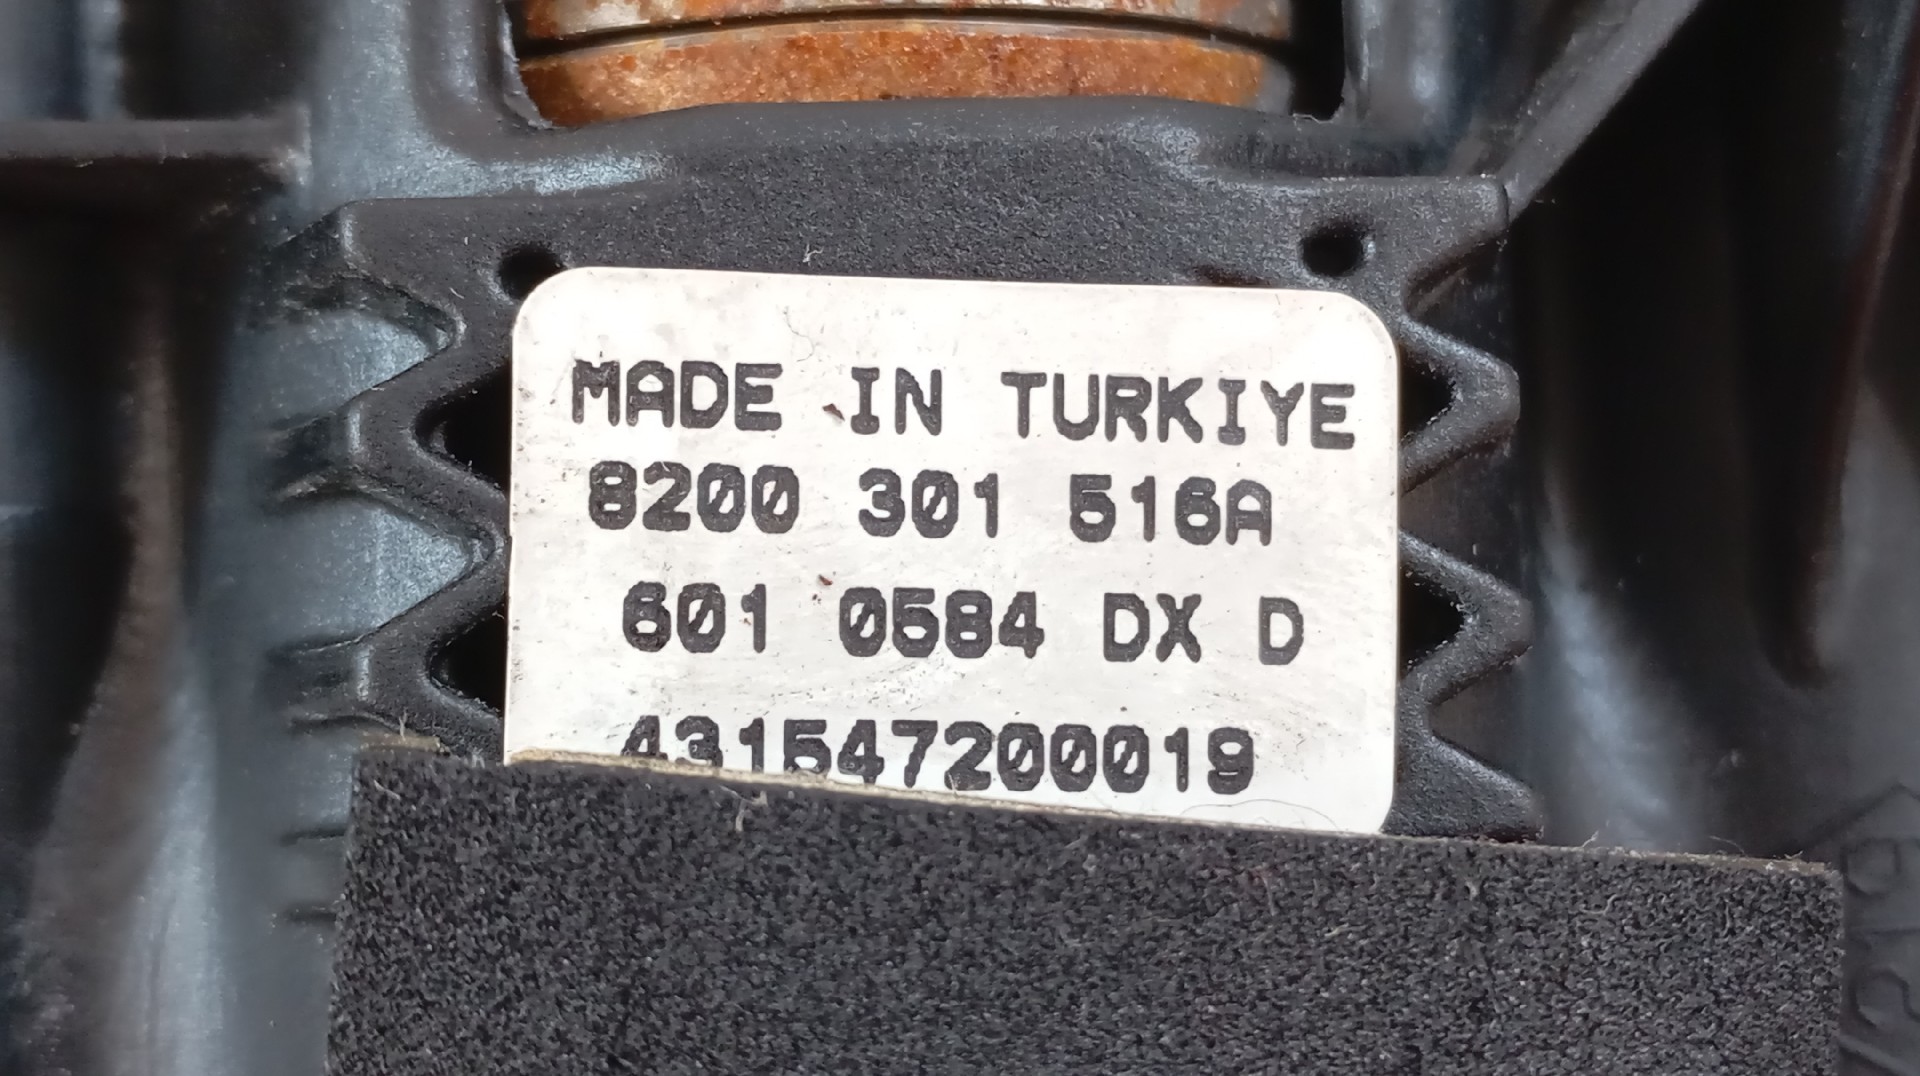 MADE IN TURKIYE
8200 301 516A
601 0584 DX D
431547200019